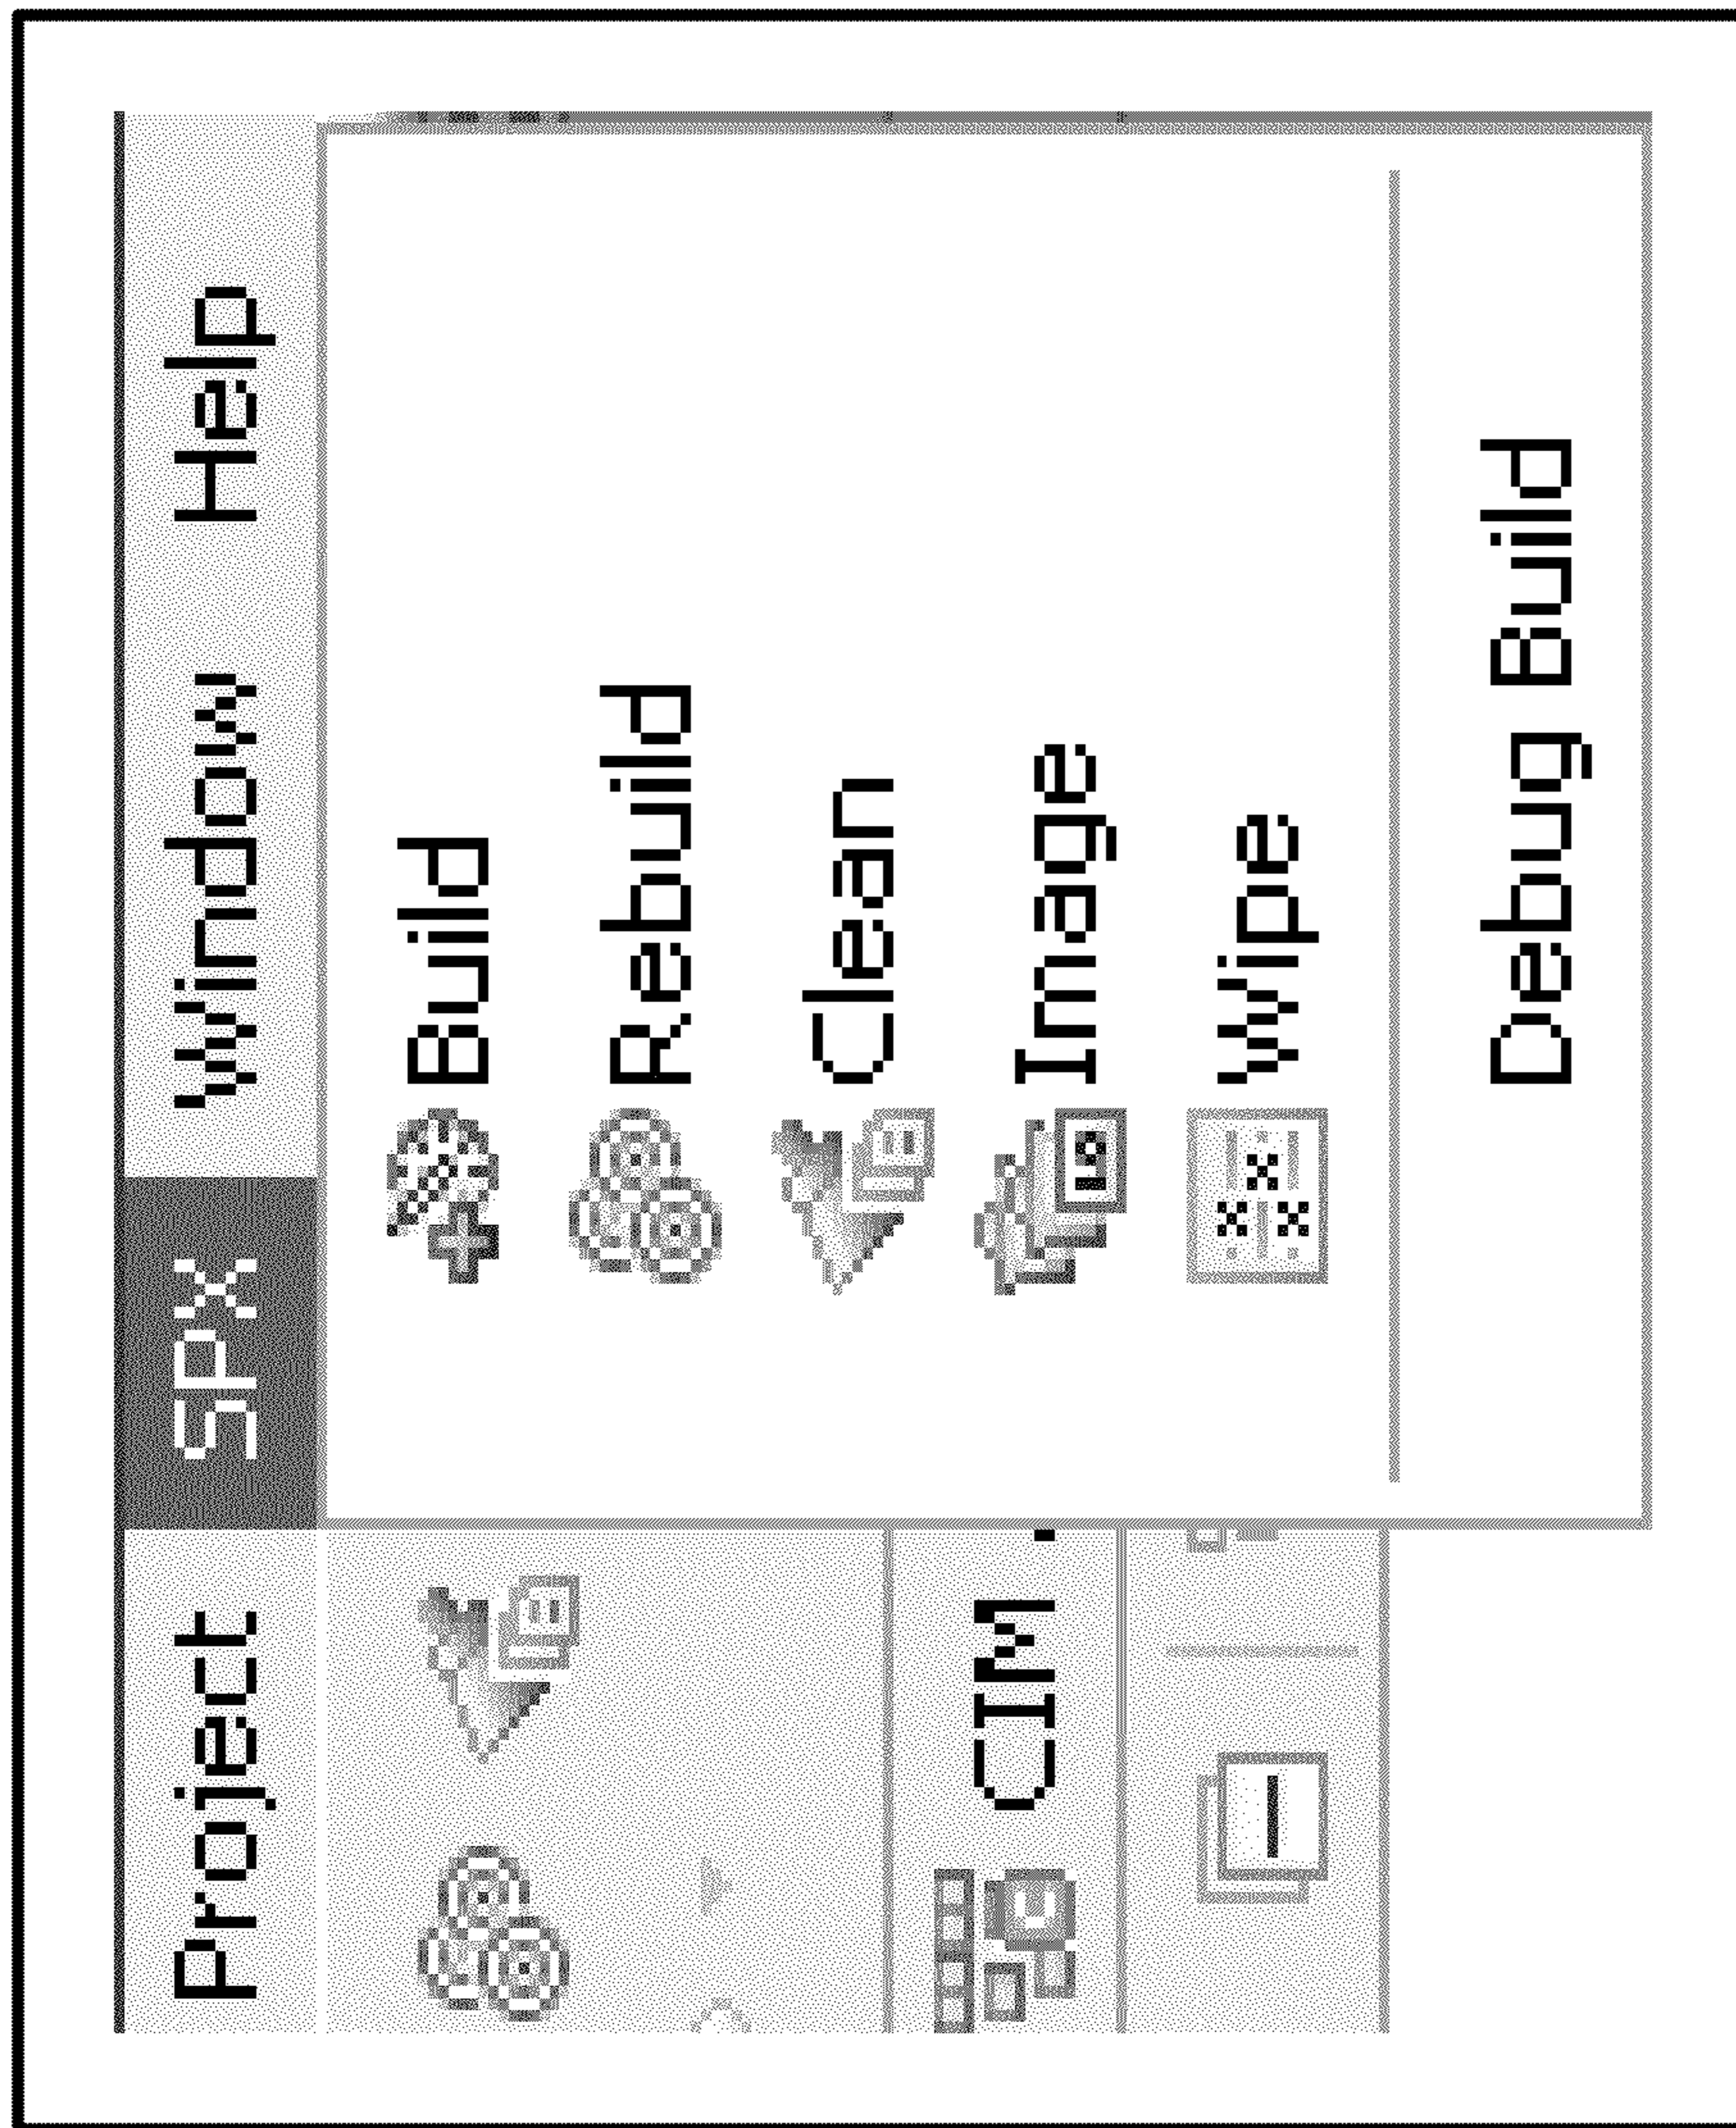 Project SPX Window Help
Build
Rebuild
Clean
Image
Wipe
Debug Build
CIM